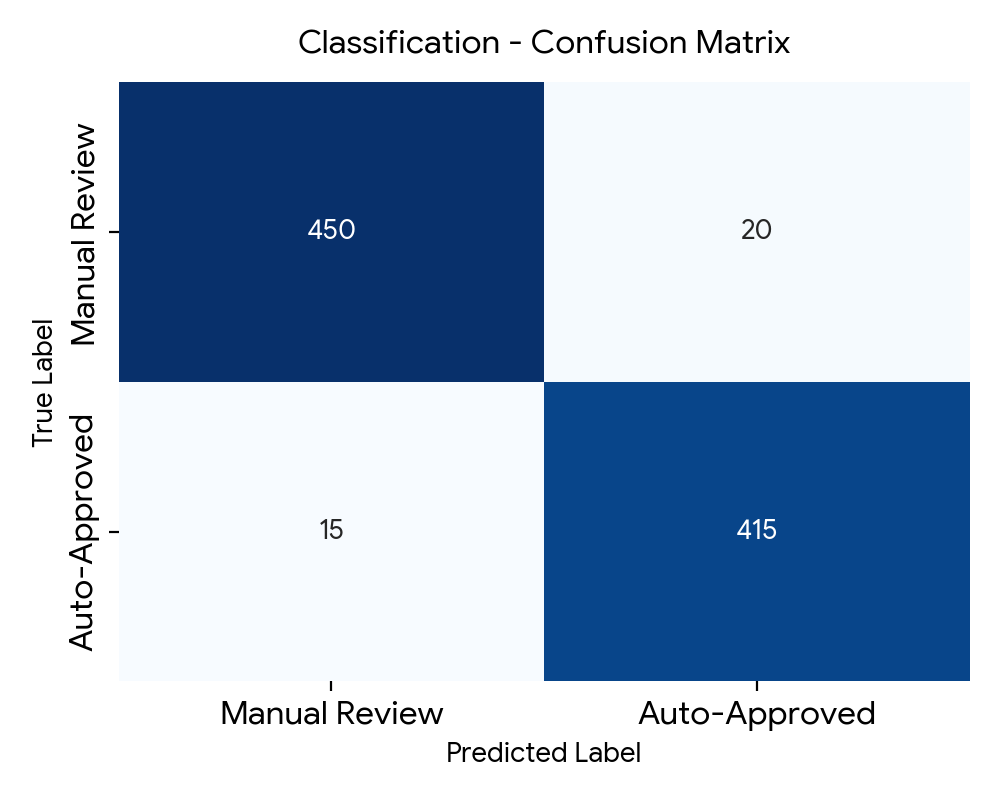 Classification - Confusion Matrix
True Label
Manual Review
450
20
Auto-Approved
15
415
Manual Review
Auto-Approved
Predicted Label